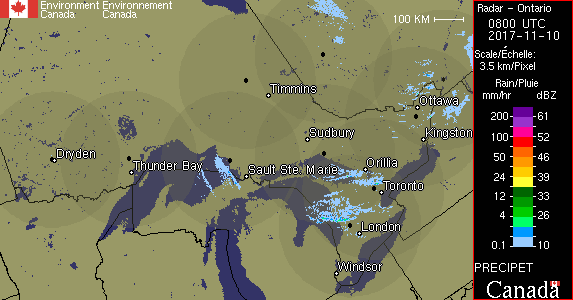 Environment Environnement
Canada Canada
100 KM
Timmins
Ottawa
Sudbury
Kingston
Dryden
Thunder Bay
Sault Ste. Marie
Orillia
Toronto
London
Windsor
Radar - Ontario
0800 UTC
2017-11-10
Scale/Échelle:
3.5 km/Pixel
Rain/Pluie
mm/hr dBZ
200 61
100 52
50 46
24 39
12 33
4 26
1 20
0.1 10
PRECIPET
Canada